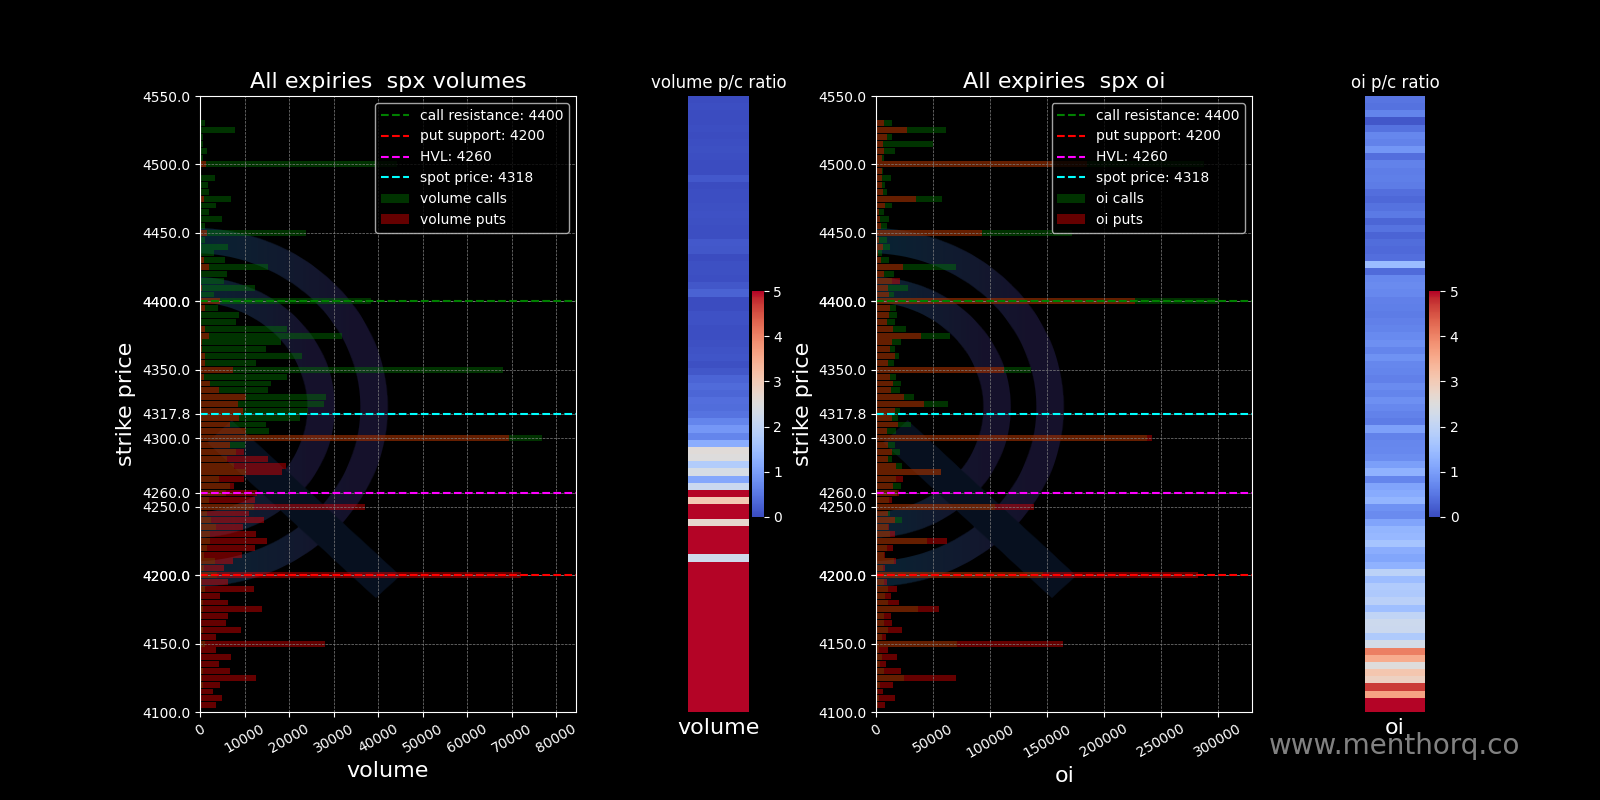 All expiries  spx volumes
volume p/c ratio
All expiries  spx oi
oi p/c ratio
strike price
4550.0
4500.0
4450.0
4400.0
4350.0
4317.8
4300.0
4260.0
4250.0
4200.0
4150.0
4100.0
call resistance: 4400
put support: 4200
HVL: 4260
spot price: 4318
volume calls
volume puts
0
10000
20000
30000
40000
50000
60000
70000
80000
volume
5
4
3
2
1
0
volume
strike price
4550.0
4500.0
4450.0
4400.0
4350.0
4317.8
4300.0
4260.0
4250.0
4200.0
4150.0
4100.0
call resistance: 4400
put support: 4200
HVL: 4260
spot price: 4318
oi calls
oi puts
0
50000
100000
150000
200000
250000
300000
oi
5
4
3
2
1
0
oi
www.menthorq.co